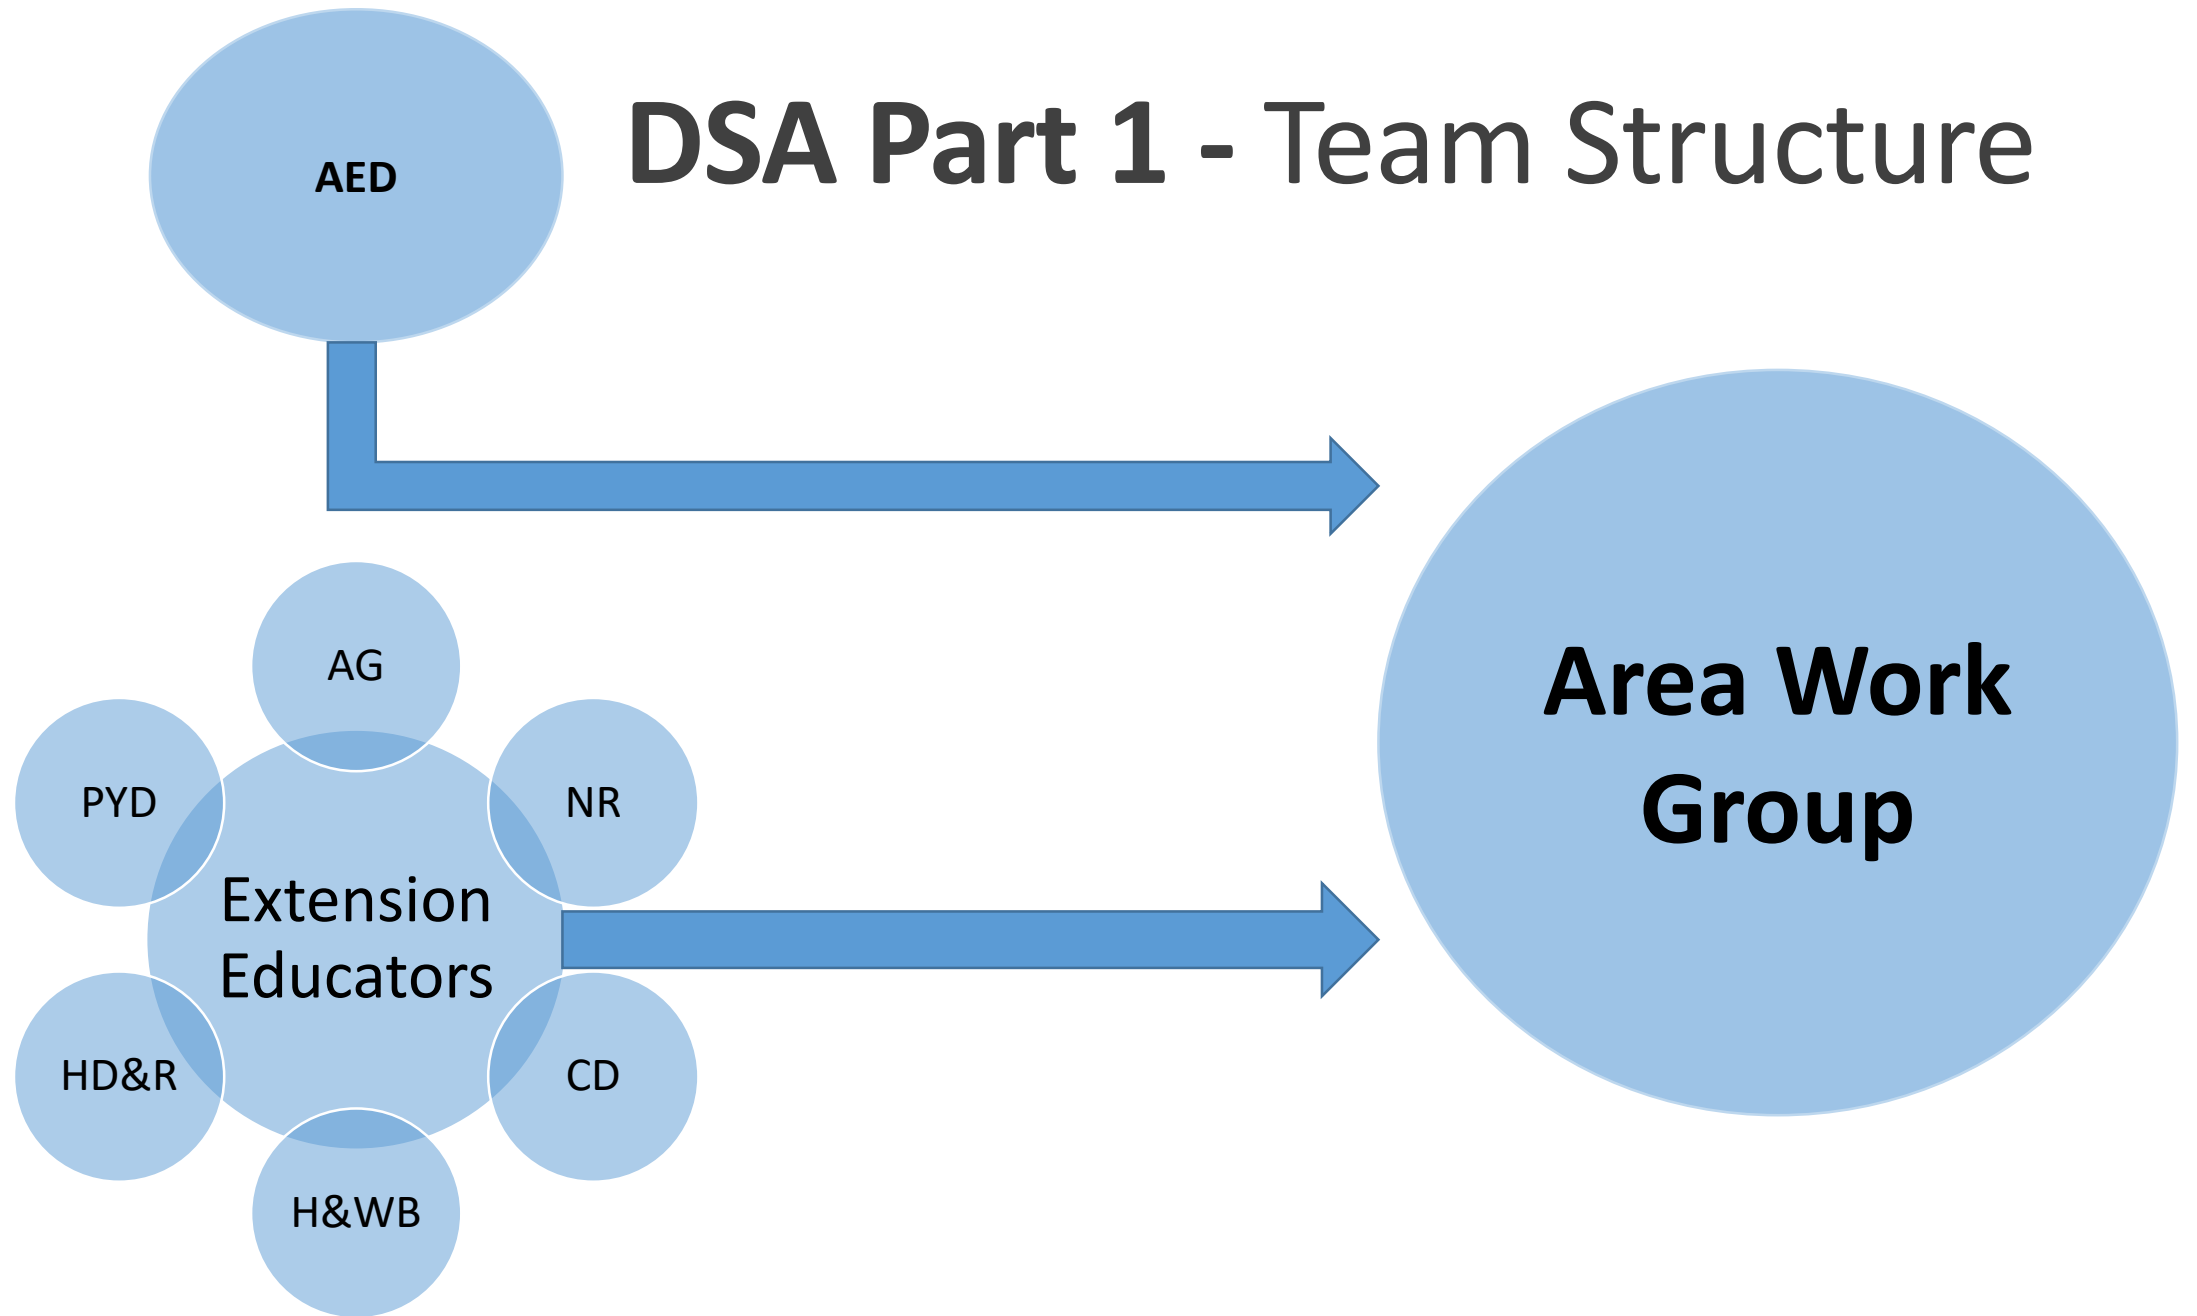 AED
DSA Part 1 - Team Structure
AG
PYD
NR
Extension
Educators
HD&R
CD
H&WB
Area Work
Group